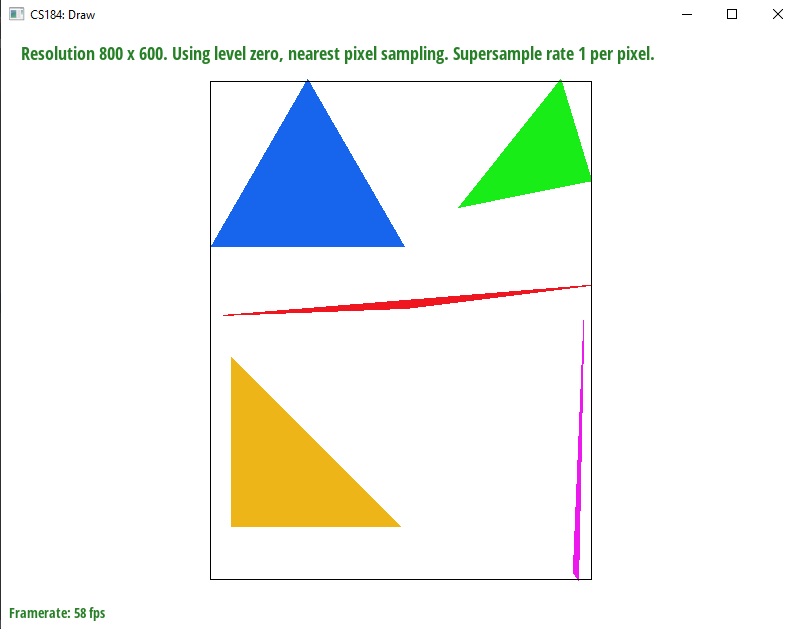 CS184: Draw
Resolution 800 x 600. Using level zero, nearest pixel sampling. Supersample rate 1 per pixel.
Framerate: 58 fps